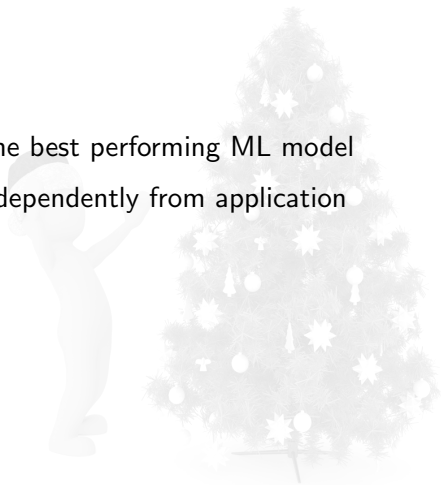 he best performing ML model
dependently from application